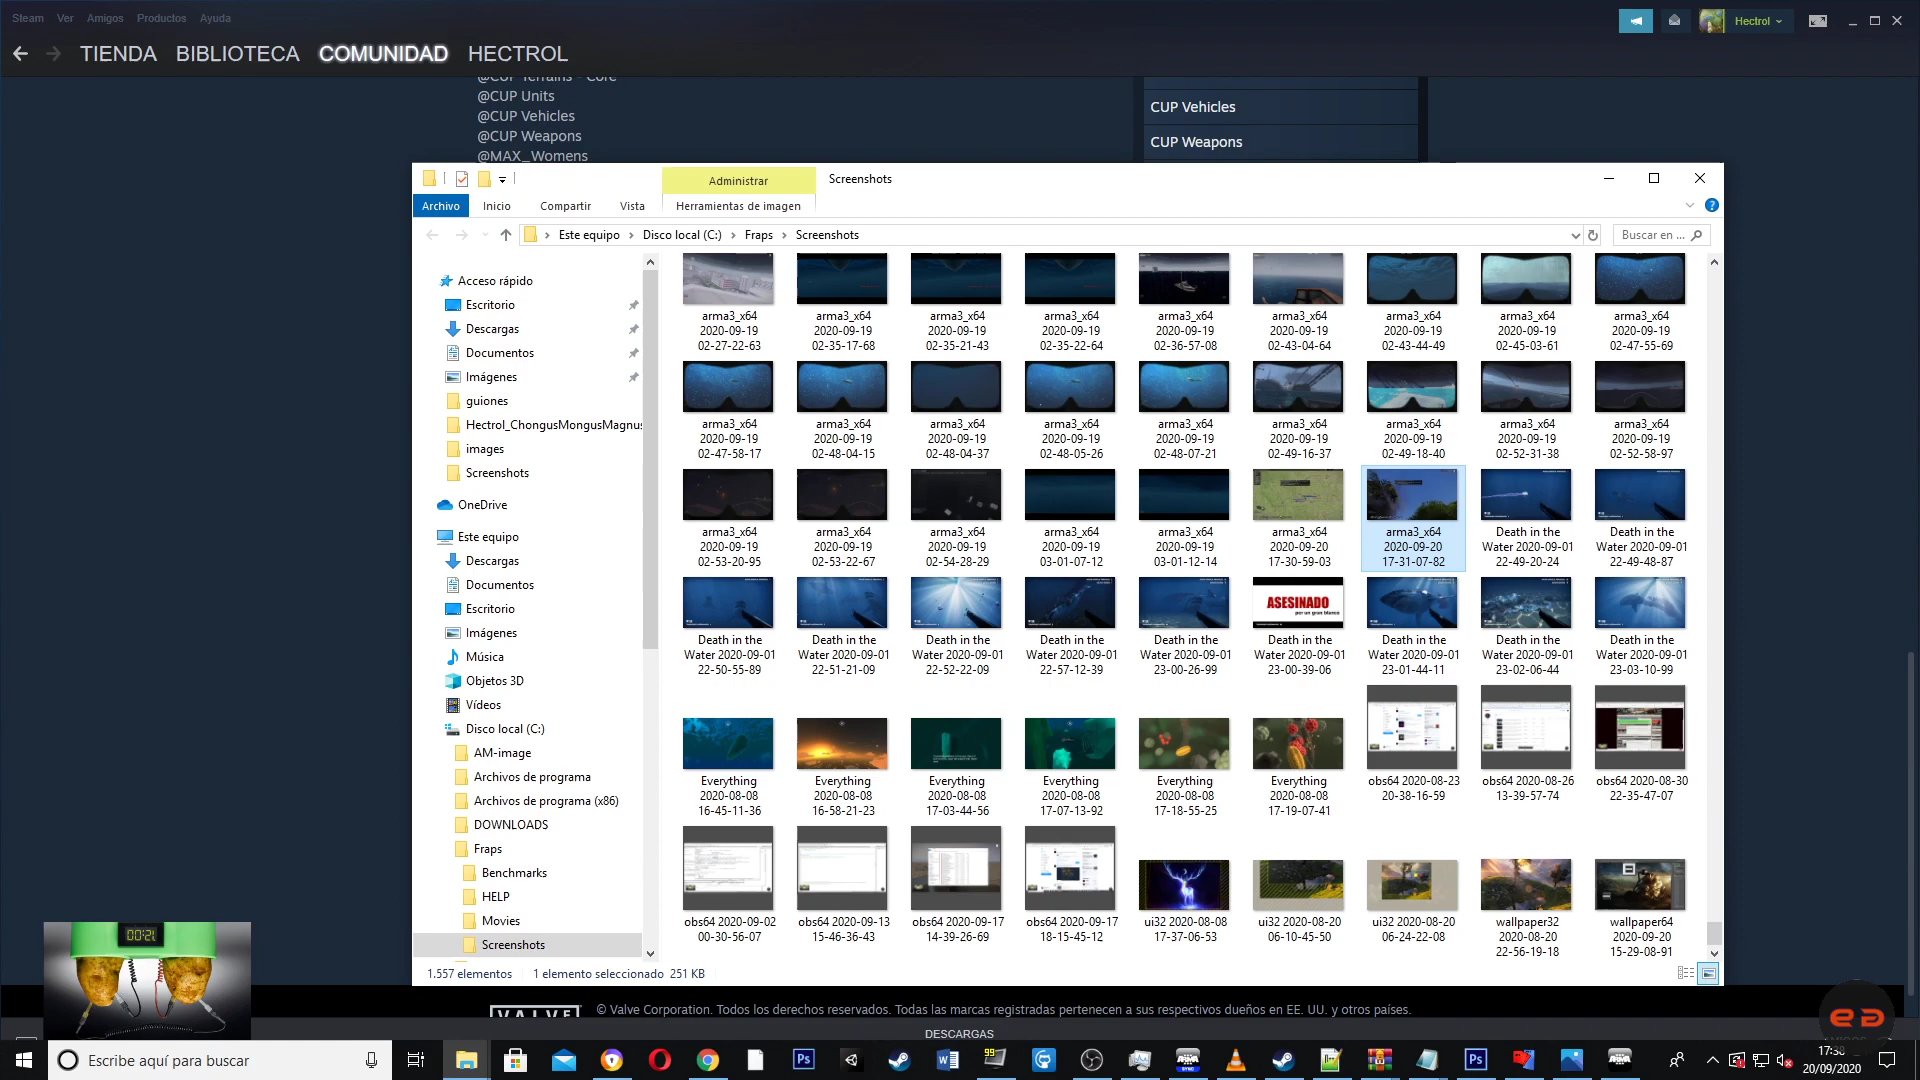 Steam Ver Amigos Productos Ayuda
Hectrol
TIENDA BIBLIOTECA COMUNIDAD HECTROL
@CUP Terrains - Core
@CUP Units
@CUP Vehicles
@CUP Weapons
@MAX_Womens
CUP Vehicles
CUP Weapons
Administrar
Screenshots
Archivo Inicio Compartir Vista Herramientas de imagen
Este equipo Disco local (C:) Fraps Screenshots
Buscar en ...
Acceso rápido
Escritorio
Descargas
Documentos
Imágenes
guiones
Hectrol_ChongusMongusMagnus
images
Screenshots
OneDrive
Este equipo
Descargas
Documentos
Escritorio
Imágenes
Música
Objetos 3D
Vídeos
Disco local (C:)
AM-image
Archivos de programa
Archivos de programa (x86)
DOWNLOADS
Fraps
Benchmarks
HELP
Movies
Screenshots
arma3_x64 arma3_x64 arma3_x64 arma3_x64 arma3_x64 arma3_x64 arma3_x64 arma3_x64 arma3_x64
2020-09-19 2020-09-19 2020-09-19 2020-09-19 2020-09-19 2020-09-19 2020-09-19 2020-09-19 2020-09-19
02-27-22-63 02-35-17-68 02-35-21-43 02-35-22-64 02-36-57-08 02-43-04-64 02-43-44-49 02-45-03-61 02-47-55-69
arma3_x64 arma3_x64 arma3_x64 arma3_x64 arma3_x64 arma3_x64 arma3_x64 arma3_x64 arma3_x64
2020-09-19 2020-09-19 2020-09-19 2020-09-19 2020-09-19 2020-09-19 2020-09-19 2020-09-19 2020-09-19
02-47-58-17 02-48-04-15 02-48-04-37 02-48-05-26 02-48-07-21 02-49-16-37 02-49-18-40 02-52-31-38 02-52-58-97
arma3_x64 arma3_x64 arma3_x64 arma3_x64 arma3_x64 arma3_x64 arma3_x64 Death in the Death in the
2020-09-19 2020-09-19 2020-09-19 2020-09-19 2020-09-19 2020-09-20 2020-09-20 Water 2020-09-01 Water 2020-09-01
02-53-20-95 02-53-22-67 02-54-28-29 03-01-07-12 03-01-12-14 17-30-59-03 17-31-07-82 22-49-20-24 22-49-48-87
ASESINADO
por un gran blanco
Death in the Death in the Death in the Death in the Death in the Death in the Death in the Death in the Death in the
Water 2020-09-01 Water 2020-09-01 Water 2020-09-01 Water 2020-09-01 Water 2020-09-01 Water 2020-09-01 Water 2020-09-01 Water 2020-09-01 Water 2020-09-01
22-50-55-89 22-51-21-09 22-52-22-09 22-57-12-39 23-00-26-99 23-00-39-06 23-01-44-11 23-02-06-44 23-03-10-99
Everything Everything Everything Everything Everything Everything obs64 2020-08-23 obs64 2020-08-26 obs64 2020-08-30
2020-08-08 2020-08-08 2020-08-08 2020-08-08 2020-08-08 2020-08-08 20-38-16-59 13-39-57-74 22-35-47-07
16-45-11-36 16-58-21-23 17-03-44-56 17-07-13-92 17-18-55-25 17-19-07-41
obs64 2020-09-02 obs64 2020-09-13 obs64 2020-09-17 obs64 2020-09-17 ui32 2020-08-08 ui32 2020-08-20 ui32 2020-08-20 wallpaper32 wallpaper64
00-30-56-07 15-46-36-43 14-39-26-69 18-15-45-12 17-37-06-53 06-10-45-50 06-24-22-08 2020-08-20 2020-09-20
22-56-19-18 15-29-08-91
1.557 elementos 1 elemento seleccionado 251 KB
00:21
VALVE © Valve Corporation. Todos los derechos reservados. Todas las marcas registradas pertenecen a sus respectivos dueños en EE. UU. y otros países.
DESCARGAS
Escribe aquí para buscar
17:38
20/09/2020